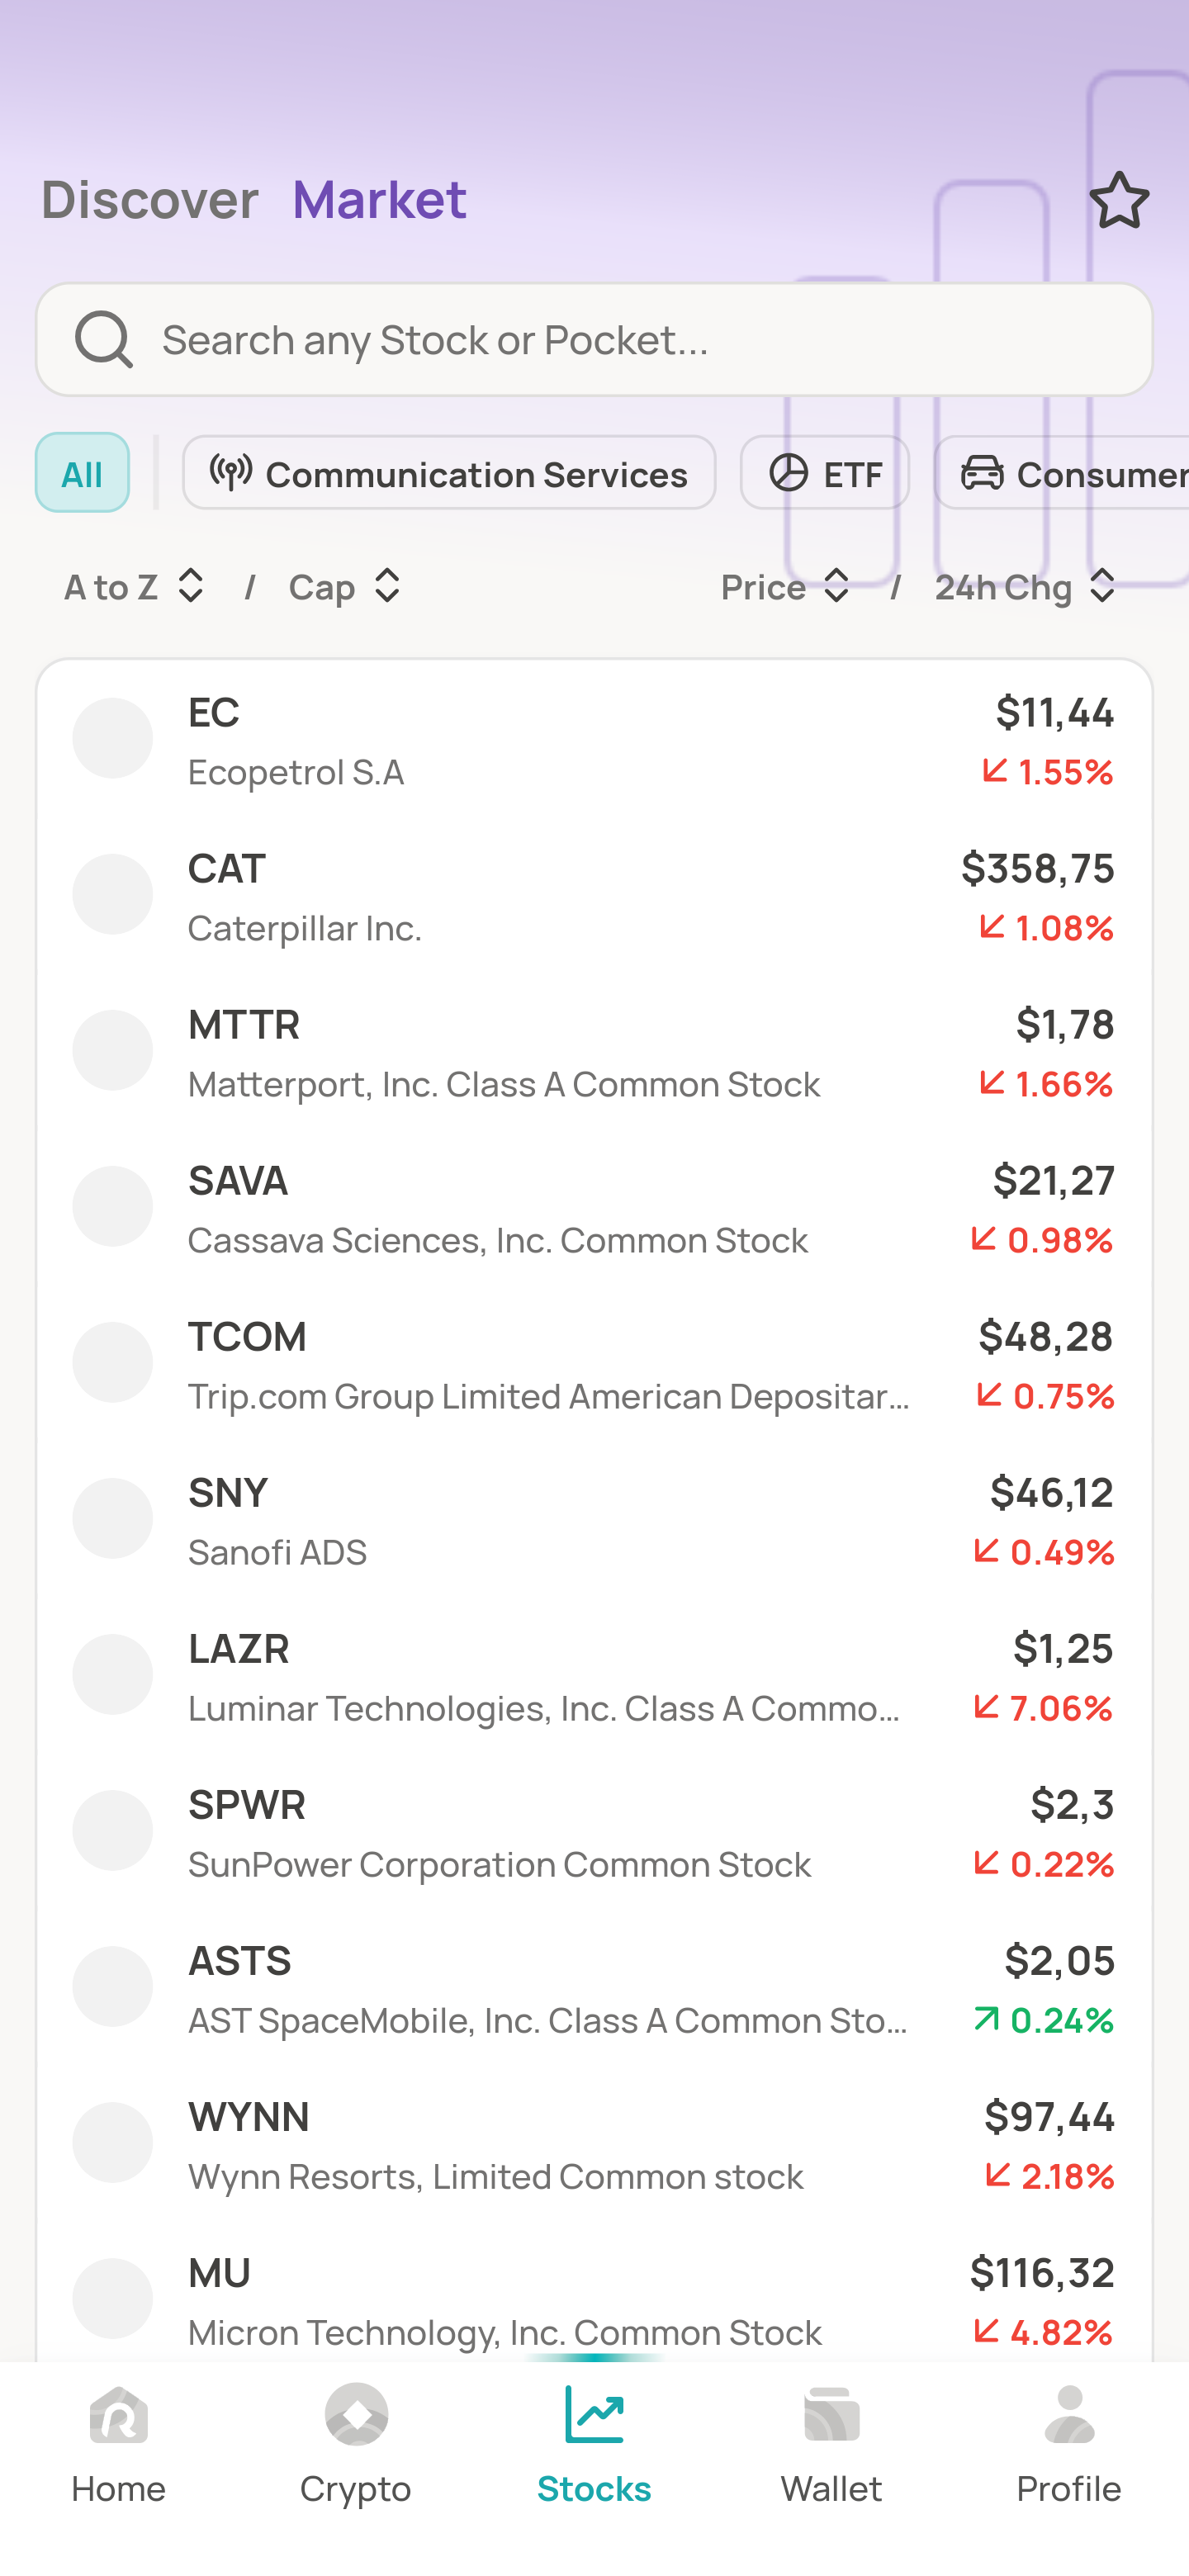 Discover Market
Search any Stock or Pocket...
All Communication Services ETF Consumer
A to Z / Cap Price / 24h Chg
EC $11,44
Ecopetrol S.A 1.55%
CAT $358,75
Caterpillar Inc. 1.08%
MTTR $1,78
Matterport, Inc. Class A Common Stock 1.66%
SAVA $21,27
Cassava Sciences, Inc. Common Stock 0.98%
TCOM $48,28
Trip.com Group Limited American Depositar... 0.75%
SNY $46,12
Sanofi ADS 0.49%
LAZR $1,25
Luminar Technologies, Inc. Class A Commo... 7.06%
SPWR $2,3
SunPower Corporation Common Stock 0.22%
ASTS $2,05
AST SpaceMobile, Inc. Class A Common Sto... 0.24%
WYNN $97,44
Wynn Resorts, Limited Common stock 2.18%
MU $116,32
Micron Technology, Inc. Common Stock 4.82%
Home Crypto Stocks Wallet Profile